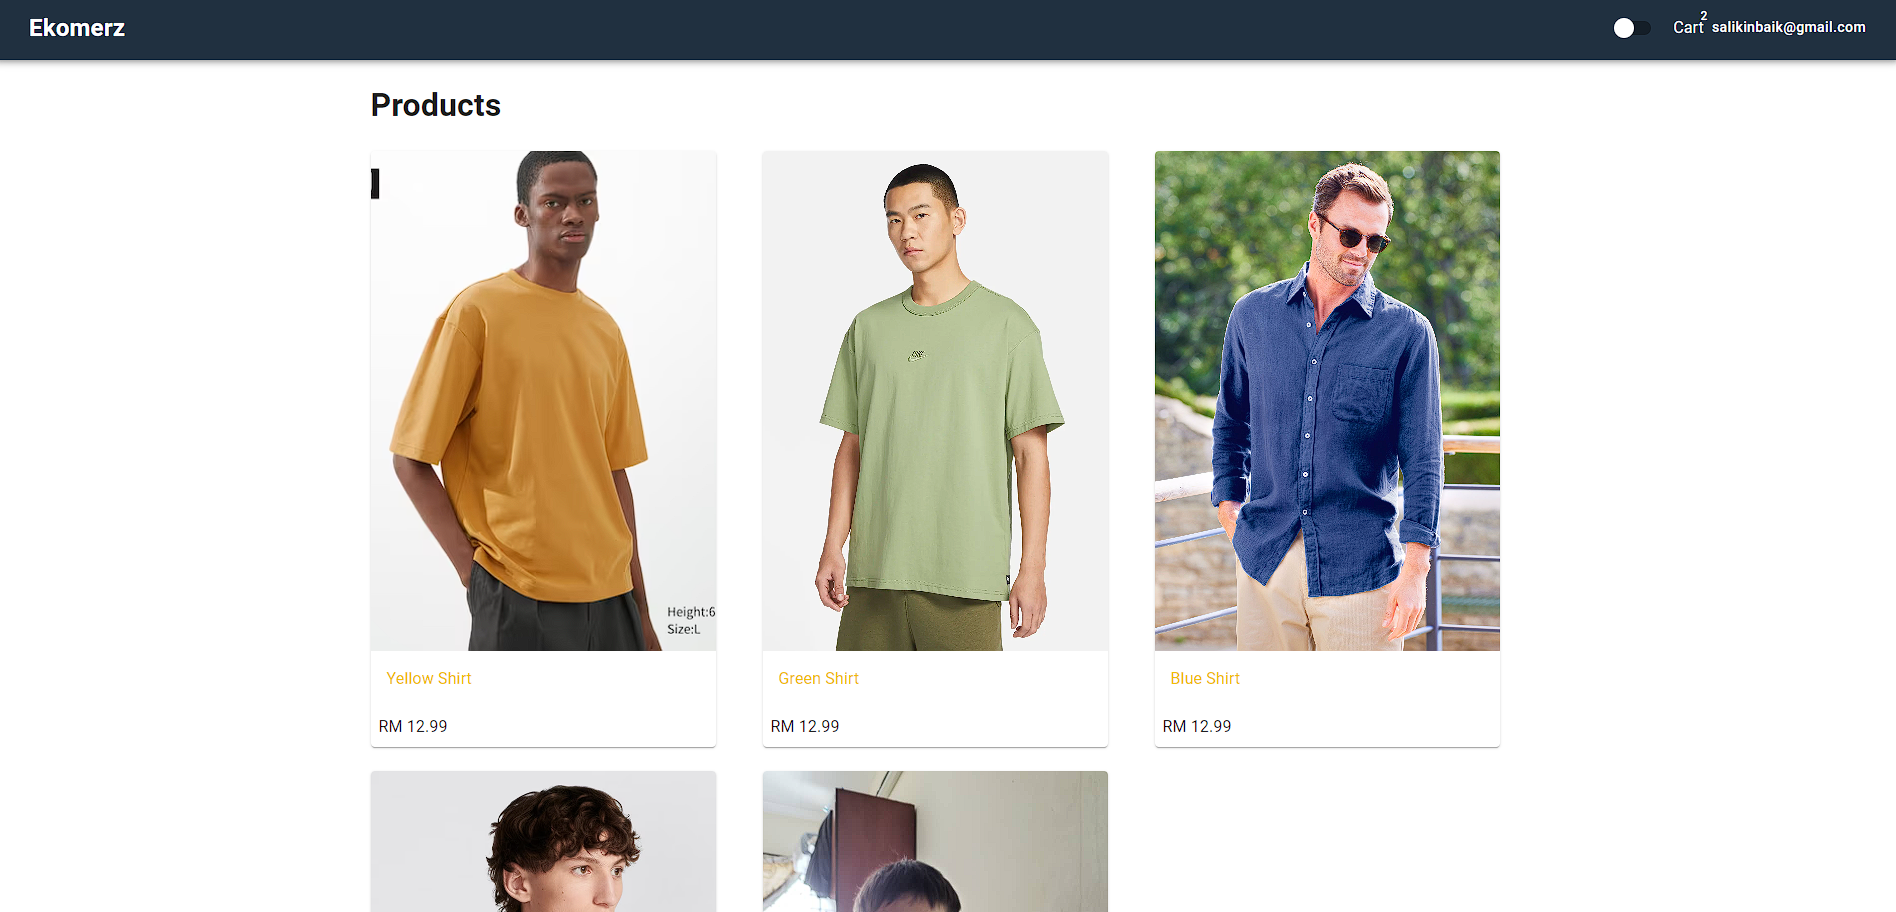 Ekomerz
Cart 2 salikinbaik@gmail.com
Products
Height:6
Size:L
Yellow Shirt
Green Shirt
Blue Shirt
RM 12.99
RM 12.99
RM 12.99